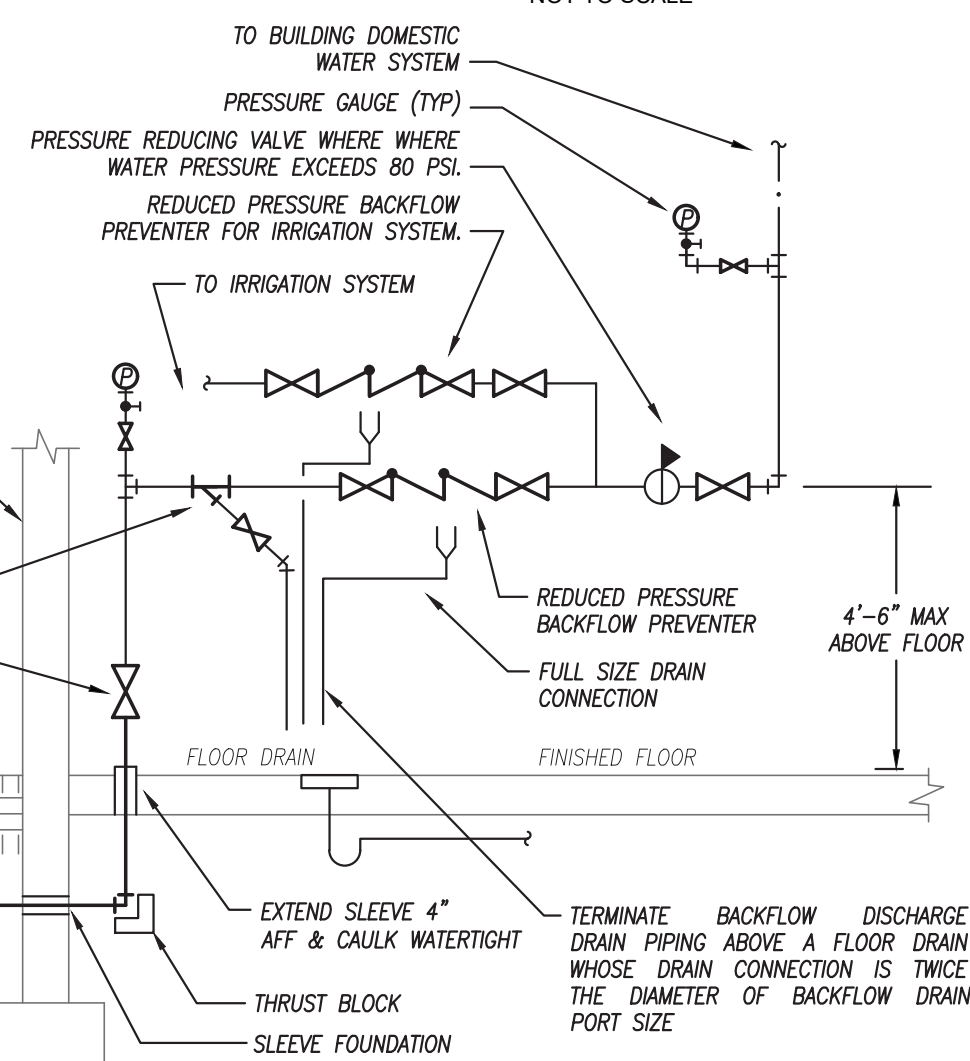 NOT TO SCALE
TO BUILDING DOMESTIC
WATER SYSTEM
PRESSURE GAUGE (TYP)
PRESSURE REDUCING VALVE WHERE WHERE
WATER PRESSURE EXCEEDS 80 PSI.
REDUCED PRESSURE BACKFLOW
PREVENTER FOR IRRIGATION SYSTEM.
TO IRRIGATION SYSTEM
P
P
REDUCED PRESSURE
BACKFLOW PREVENTER
4'-6" MAX
ABOVE FLOOR
FULL SIZE DRAIN
CONNECTION
FLOOR DRAIN
FINISHED FLOOR
EXTEND SLEEVE 4"
AFF & CAULK WATERTIGHT
TERMINATE BACKFLOW DISCHARGE
DRAIN PIPING ABOVE A FLOOR DRAIN
WHOSE DRAIN CONNECTION IS TWICE
THE DIAMETER OF BACKFLOW DRAIN
PORT SIZE
THRUST BLOCK
SLEEVE FOUNDATION